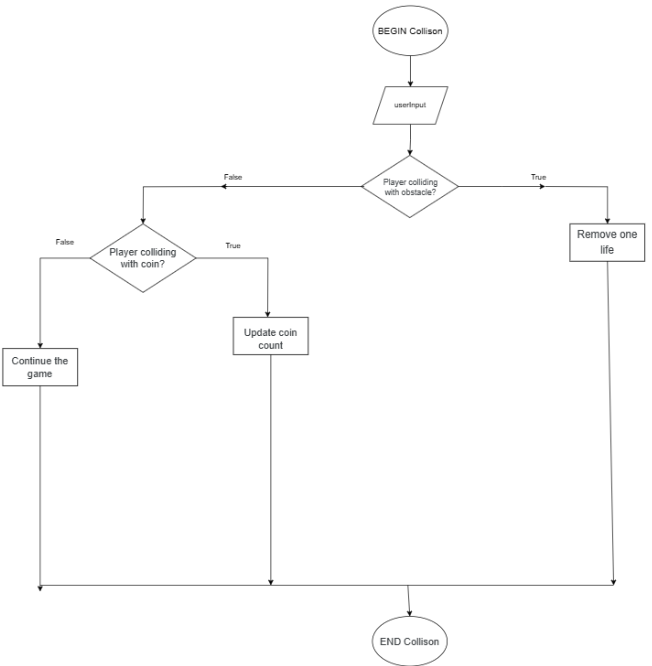 BEGIN Collison
userInput
Player colliding
with obstacle?
False
True
Remove one
life
Player colliding
with coin?
False
True
Update coin
count
Continue the
game
END Collison